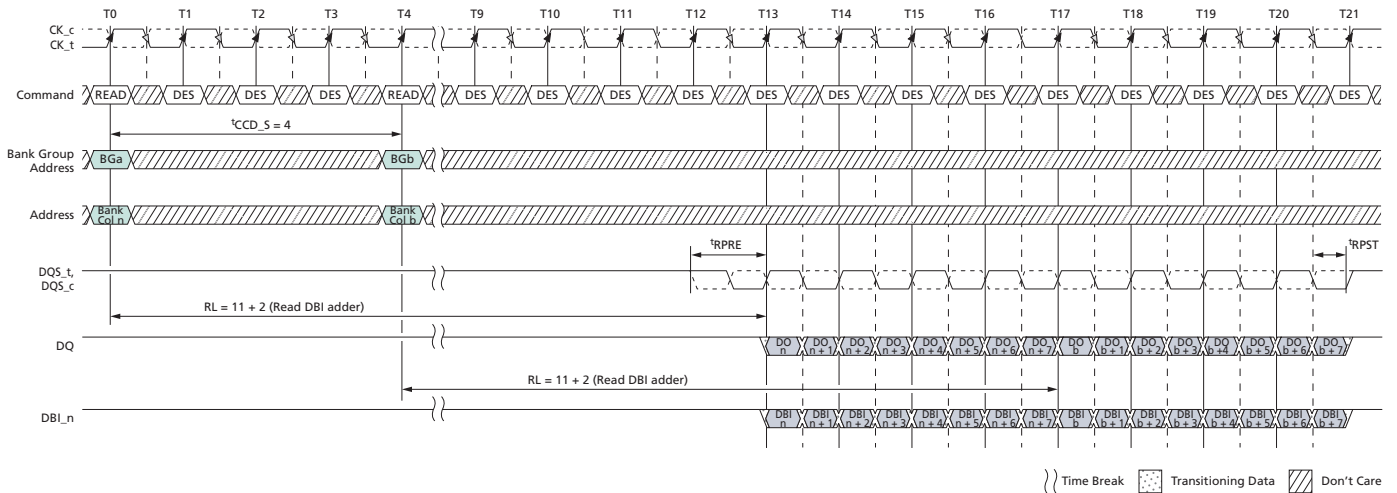 T0 T1 T2 T3 T4 T9 T10 T11 T12 T13 T14 T15 T16 T17 T18 T19 T20 T21
CK_c
CK_t
Command READ DES DES DES READ DES DES DES DES DES DES DES DES DES DES DES DES DES
tCCD_S = 4
Bank Group
Address
BGa BGb
Address
Bank
Col n
Bank
Col b
tRPRE tRPST
DQS_t,
DQS_c
RL = 11 + 2 (Read DBI adder)
DQ
DO
n
DO
n + 1
DO
n + 2
DO
n + 3
DO
n + 4
DO
n + 5
DO
n + 6
DO
n + 7
DO
b
DO
b + 1
DO
b + 2
DO
b + 3
DO
b +4
DO
b + 5
DO
b + 6
DO
b + 7
RL = 11 + 2 (Read DBI adder)
DBI_n
DBI
n
DBI
n + 1
DBI
n + 2
DBI
n + 3
DBI
n + 4
DBI
n + 5
DBI
n + 6
DBI
n + 7
DBI
b
DBI
b + 1
DBI
b + 2
DBI
b + 3
DBI
b + 4
DBI
b + 5
DBI
b + 6
DBI
b + 7
Time Break Transitioning Data Don't Care